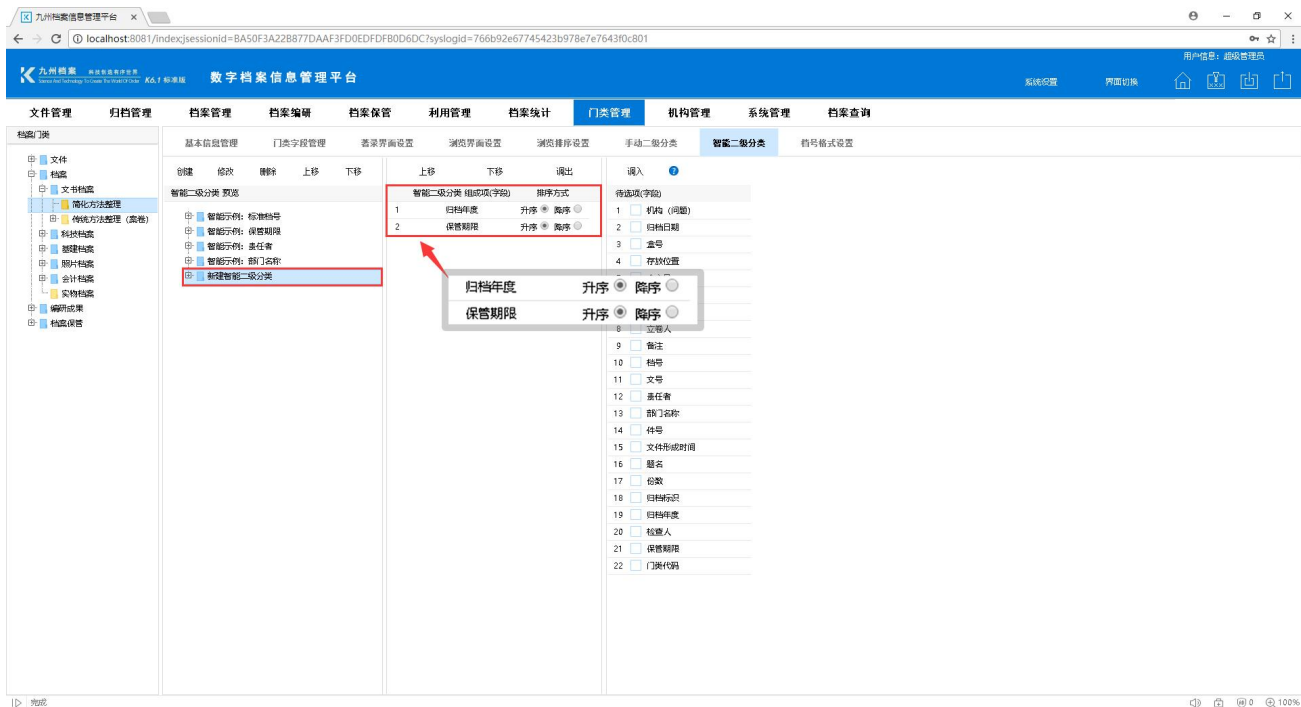 九州档案信息管理平台
localhost:8081/index;jsessionid=BA50F3A22B877DAAF3FD0EDFDFB0D6DC?syslogid=766b92e67745423b978e7e7643f0c801
用户信息：超级管理员
九州档案 K6.1 标准版 数字档案信息管理平台
系统设置 界面切换
文件管理 归档管理 档案管理 档案编研 档案保管 利用管理 档案统计 门类管理 机构管理 系统管理 档案查询
档案门类
基本信息管理 门类字段管理 著录界面设置 浏览界面设置 浏览排序设置 手动二级分类 智能二级分类 档号格式设置
文件
档案
文书档案
简化方法整理
传统方法整理（案卷）
科技档案
基建档案
照片档案
会计档案
实物档案
编研成果
档案保管
创建 修改 删除 上移 下移
智能二级分类 预览
智能示例：标准档号
智能示例：保管期限
智能示例：责任者
智能示例：部门名称
新建智能二级分类
上移 下移 调出
智能二级分类 组成项(字段) 排序方式
1 归档年度 升序 降序
2 保管期限 升序 降序
归档年度 升序 降序
保管期限 升序 降序
调入
待选项(字段)
1 机构（问题）
2 归档日期
3 盒号
4 存放位置
8 立卷人
9 备注
10 档号
11 文号
12 责任者
13 部门名称
14 件号
15 文件形成时间
16 题名
17 份数
18 归档标识
19 归档年度
20 检查人
21 保管期限
22 门类代码
完成
0 100%